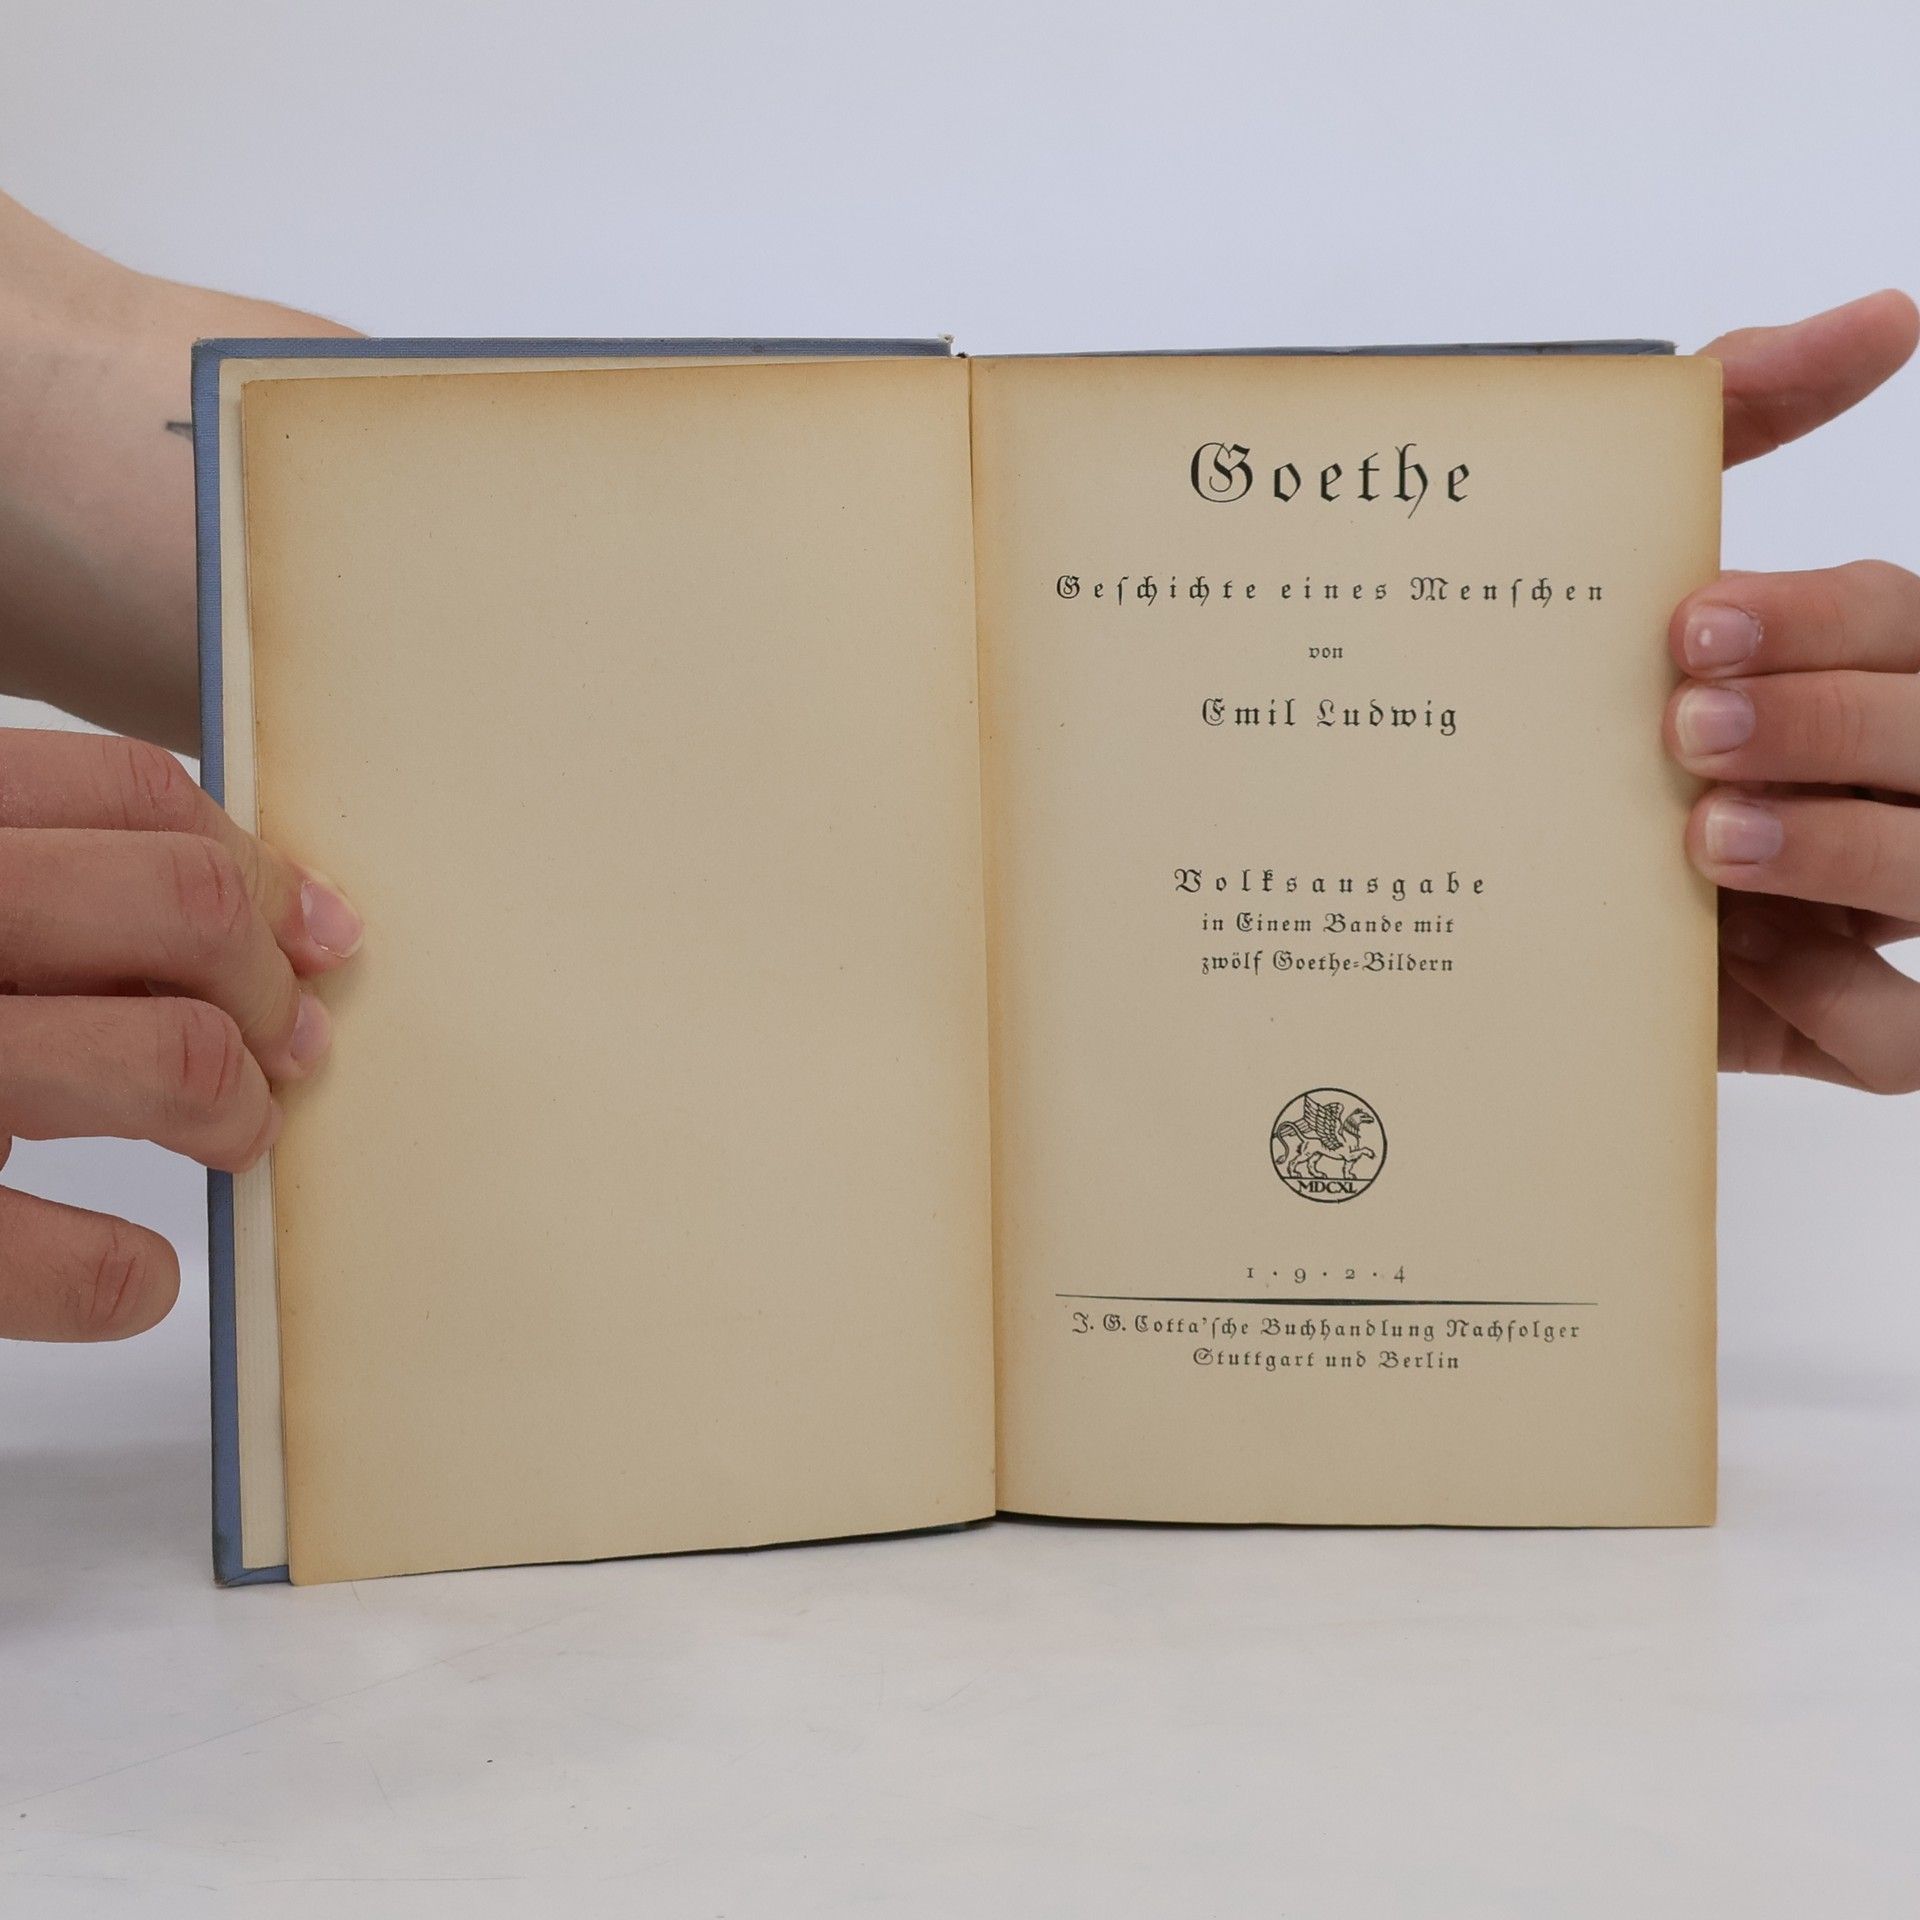 Goethe
Geſchichte eines Menſchen
von
Emil Ludwig
Volksausgabe
in Einem Bande mit
zwölf Goethe-Bildern
MDCXL
1·9·2·4
J. G. Cotta'ſche Buchhandlung Nachfolger
Stuttgart und Berlin